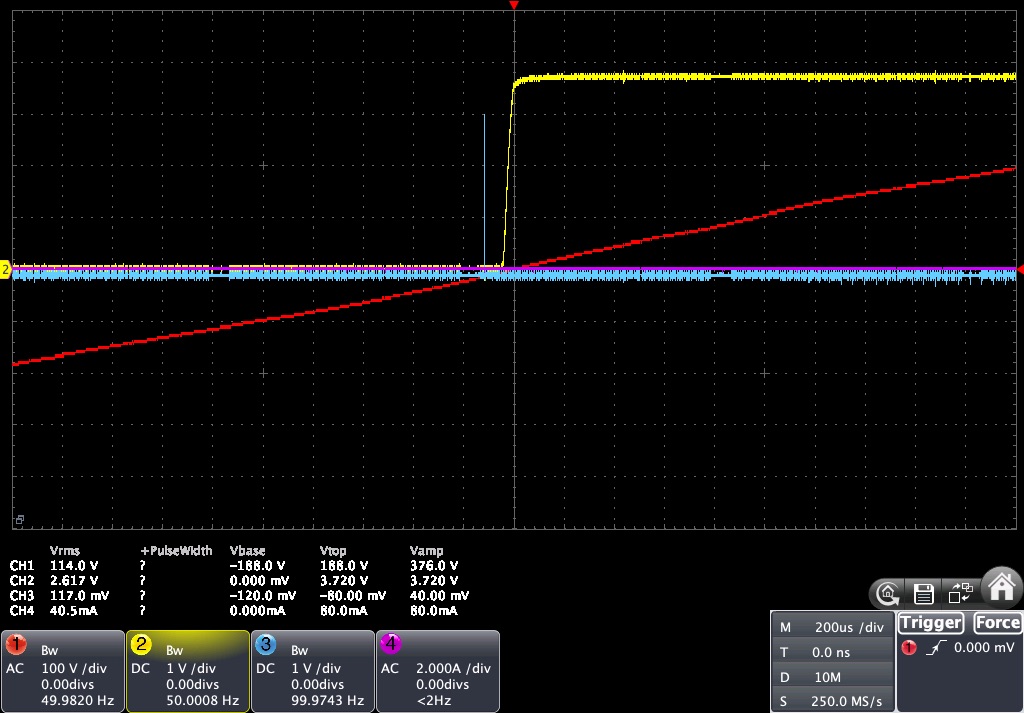 2
Vrms +PulseWidth Vbase Vtop Vamp
CH1 114.0 V ? -188.0 V 188.0 V 376.0 V
CH2 2.617 V ? 0.000 mV 3.720 V 3.720 V
CH3 117.0 mV ? -120.0 mV -80.00 mV 40.00 mV
CH4 40.5mA ? 0.000mA 80.0mA 80.0mA
1 Bw
AC 100 V /div
0.00divs
49.9820 Hz
2 Bw
DC 1 V /div
0.00divs
50.0008 Hz
3 Bw
DC 1 V /div
0.00divs
99.9743 Hz
4
AC 2.000A /div
0.00divs
<2Hz
M 200us /div
T 0.0 ns
D 10M
S 250.0 MS/s
Trigger Force
1 0.000 mV